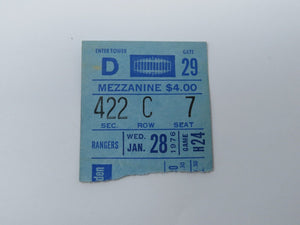 ENTER TOWER GATE
D 29
MEZZANINE $4.00
422 C 7
SEC. ROW SEAT
RANGERS WED. JAN. 28 1976 GAME H24
den